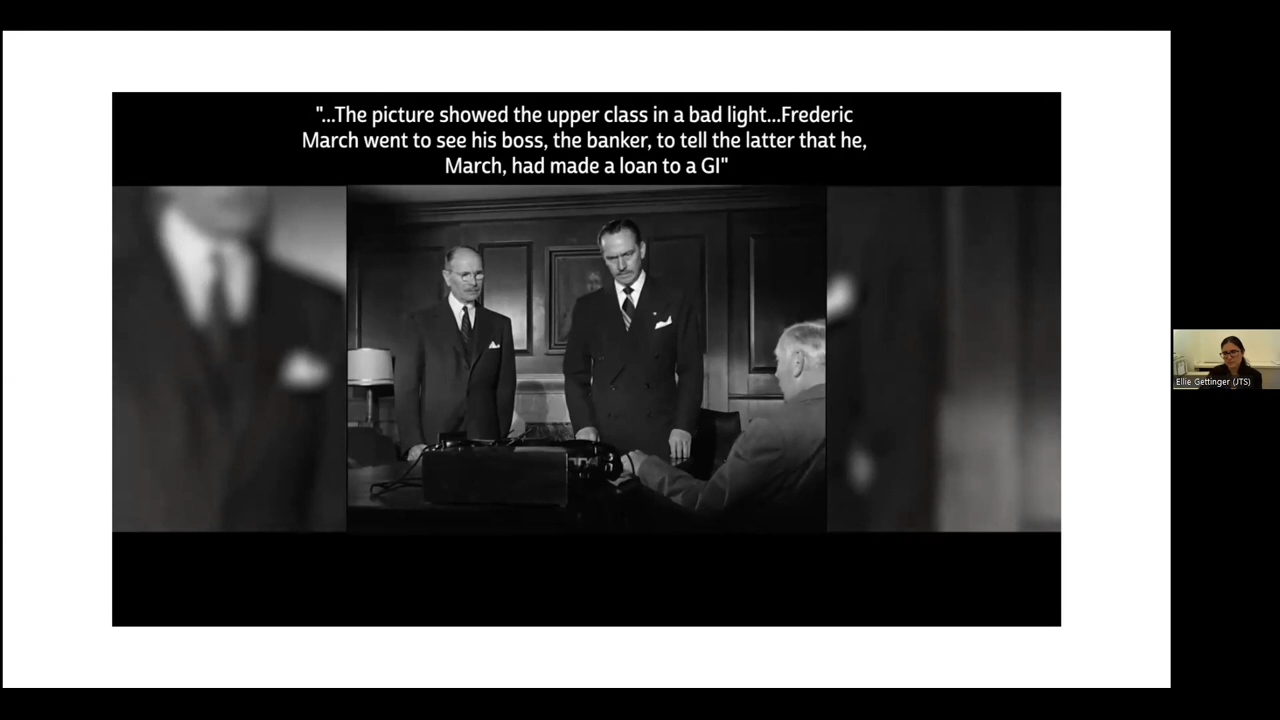 "...The picture showed the upper class in a bad light...Frederic
March went to see his boss, the banker, to tell the latter that he,
March, had made a loan to a GI"
Ellie Gettinger (JTS)